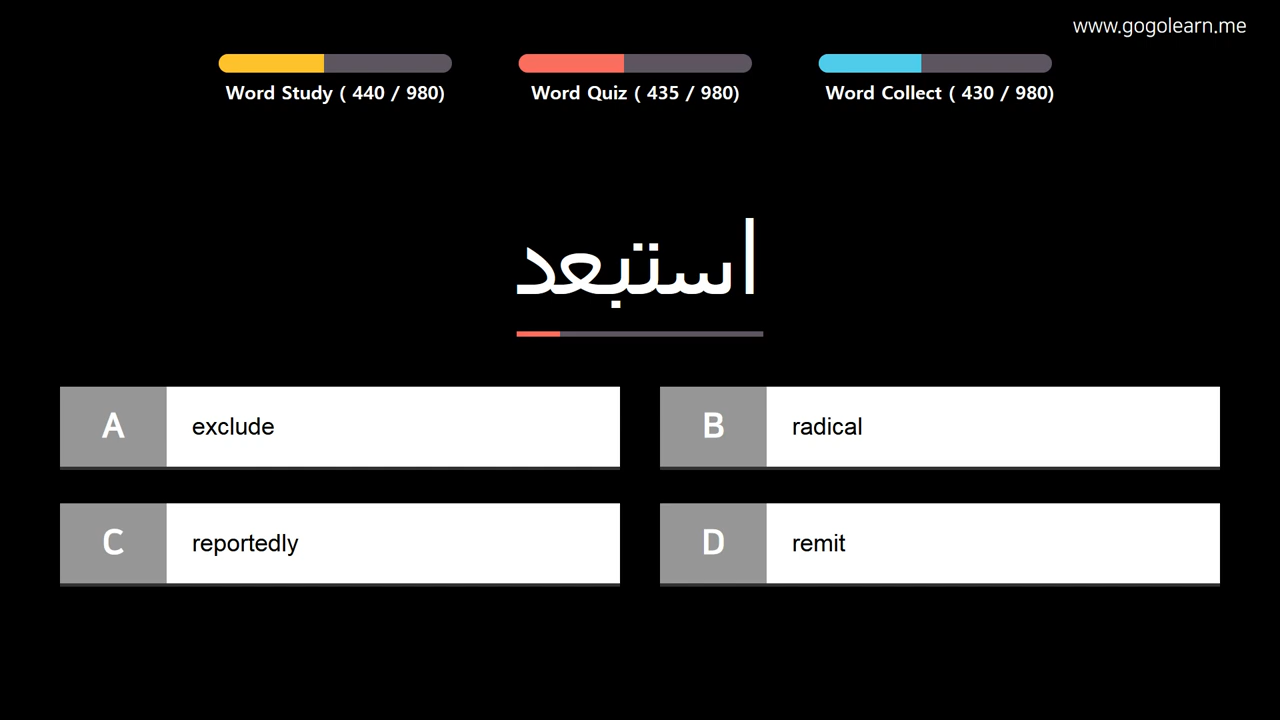 www.gogolearn.me
Word Study ( 440 / 980)
Word Quiz ( 435 / 980)
Word Collect ( 430 / 980)
استبعد
A exclude
B radical
C reportedly
D remit